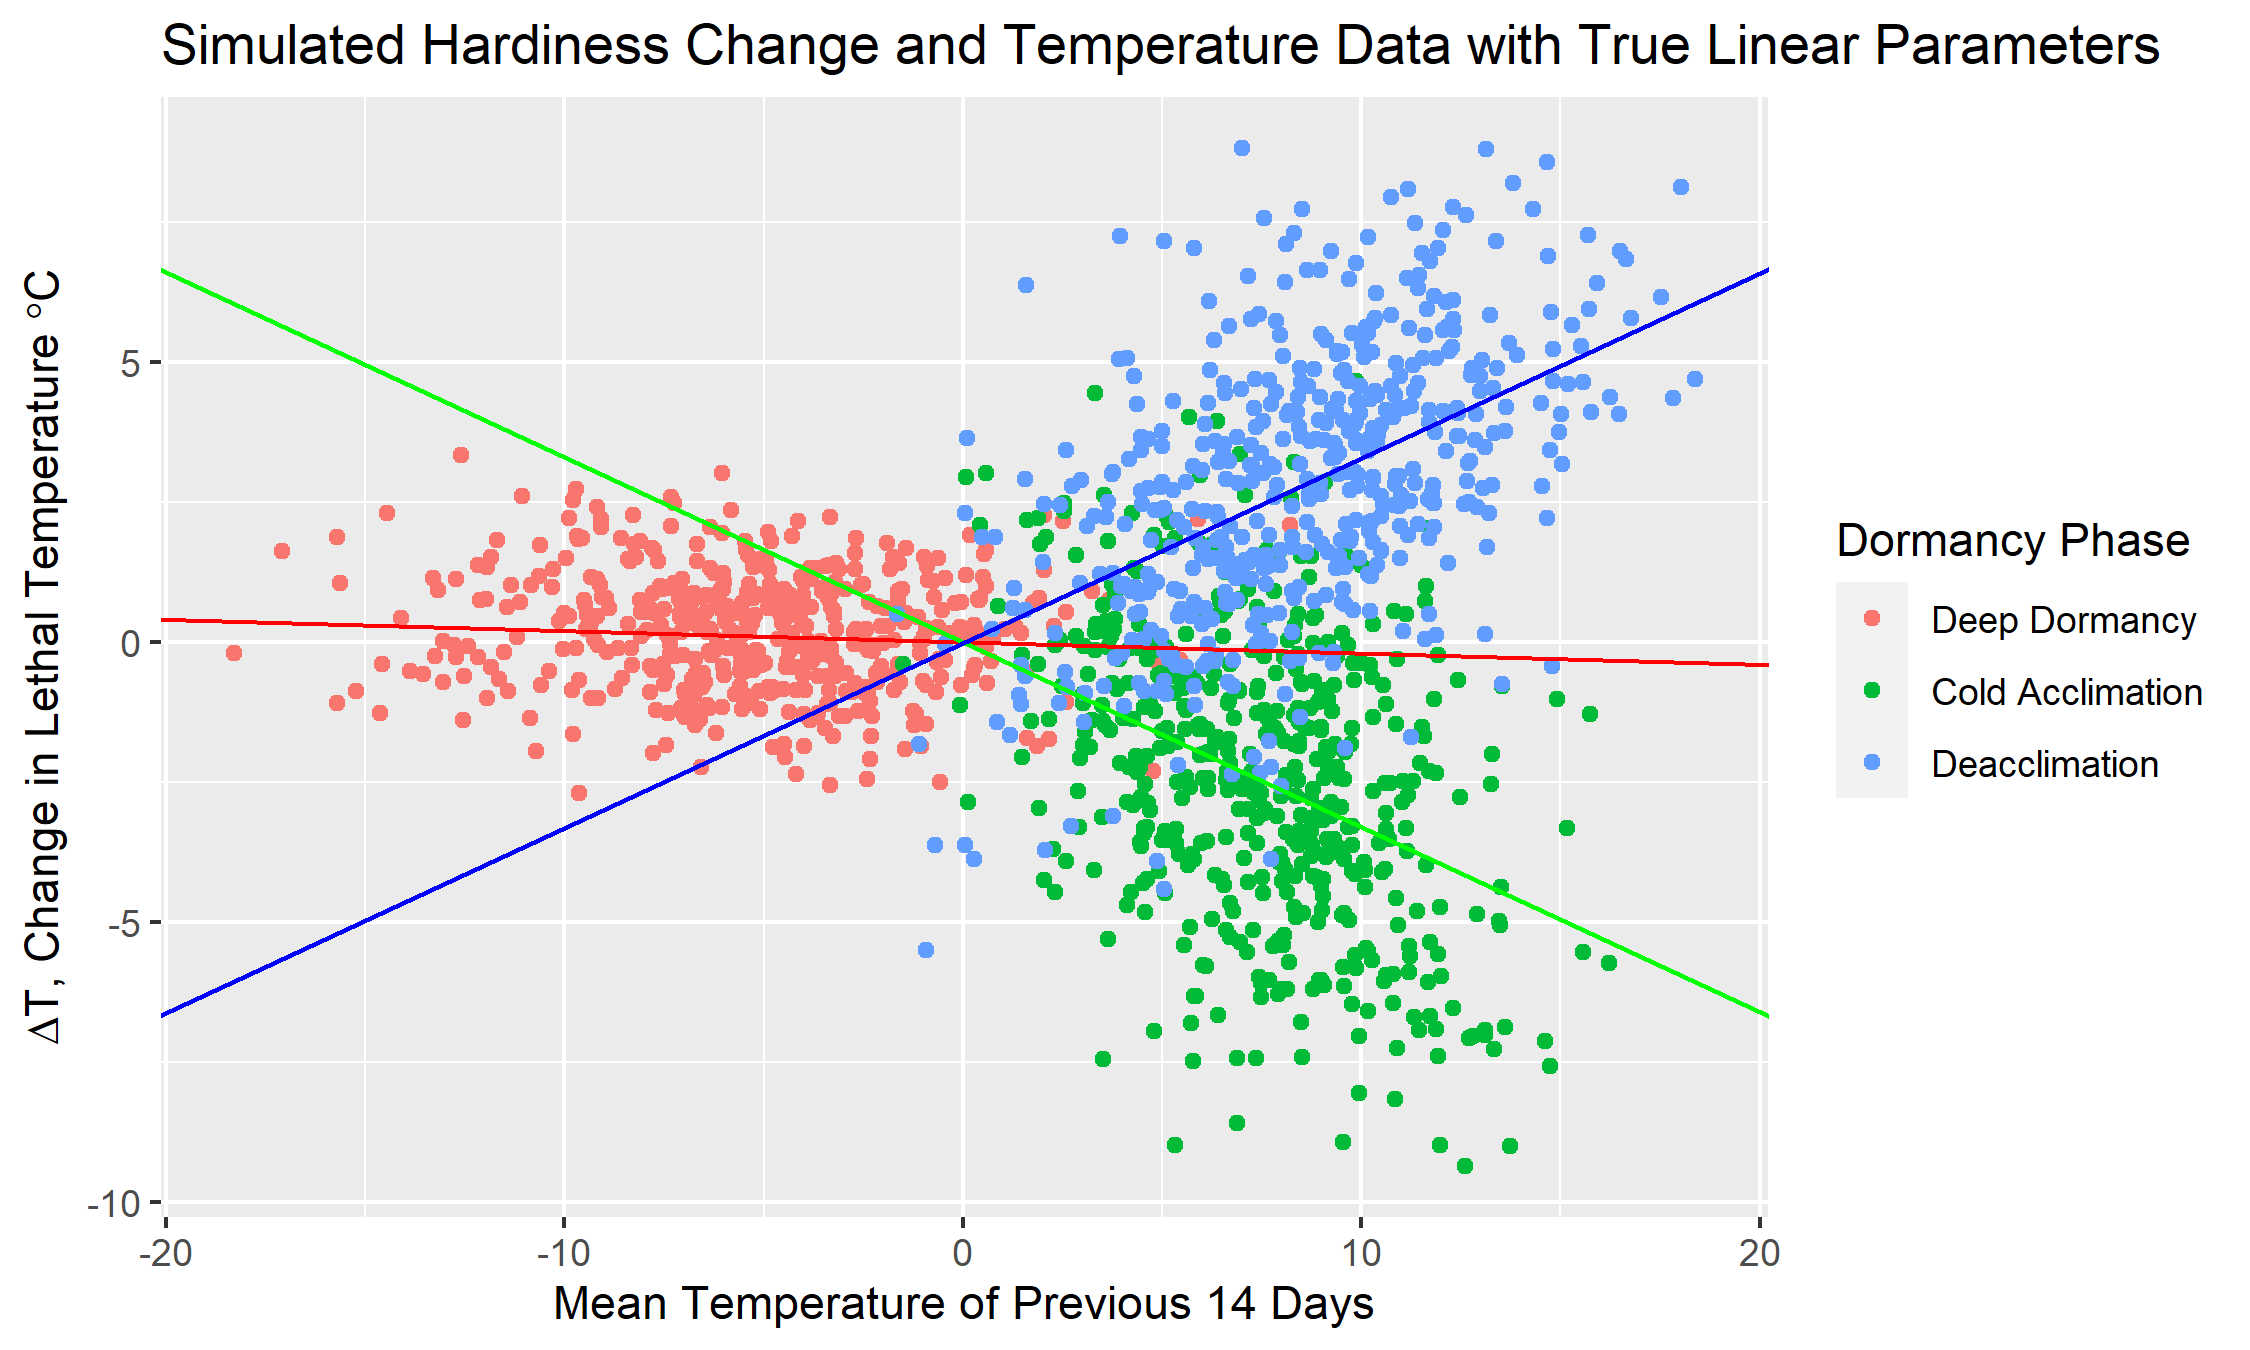 Simulated Hardiness Change and Temperature Data with True Linear Parameters
ΔT, Change in Lethal Temperature °C
5
0
-5
-10
-20
-10
0
10
20
Mean Temperature of Previous 14 Days
Dormancy Phase
Deep Dormancy
Cold Acclimation
Deacclimation